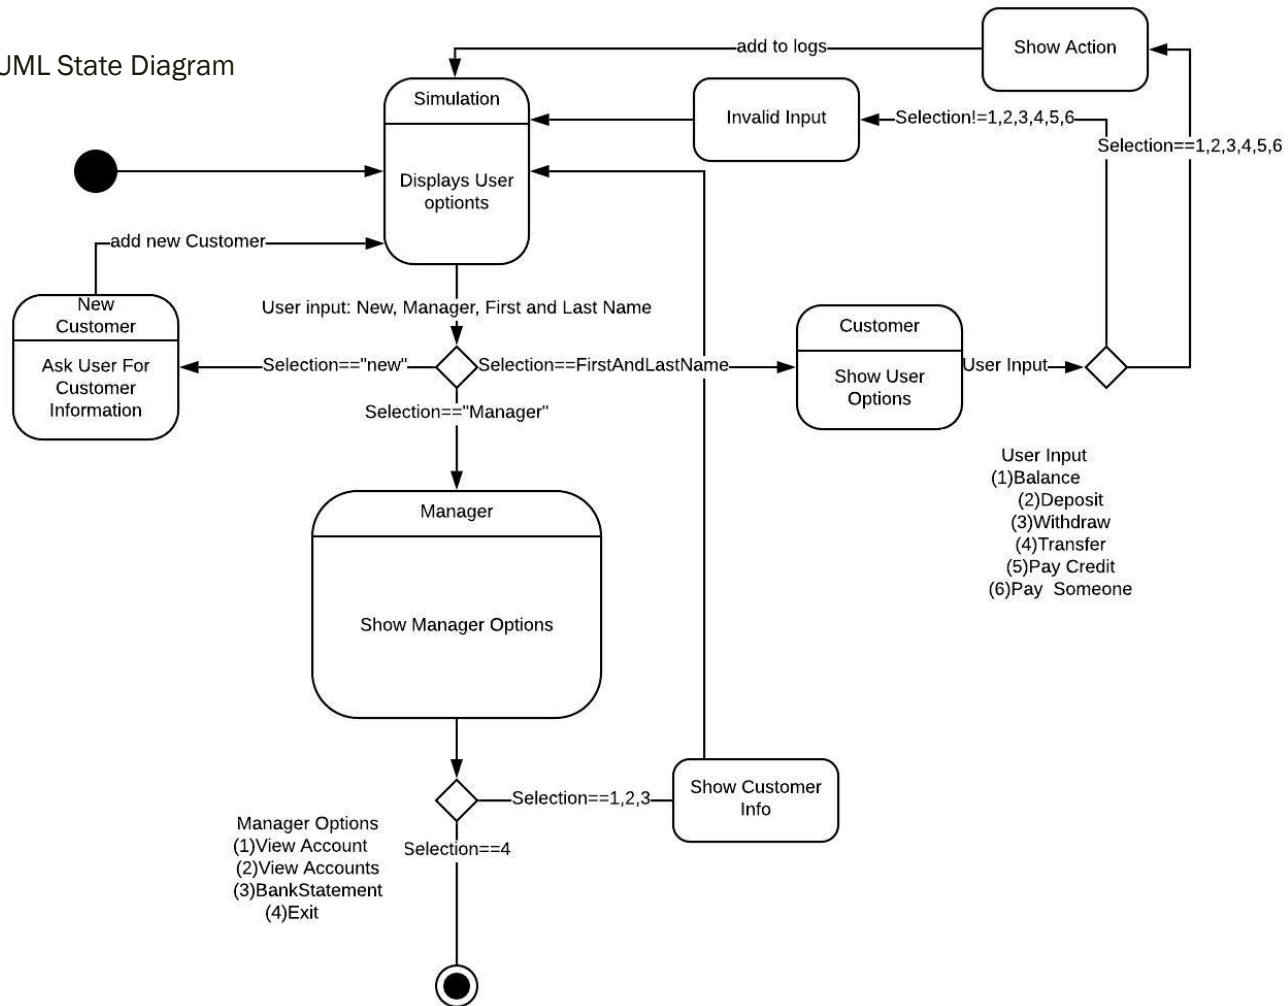 UML State Diagram
add to logs
Show Action
Simulation
Invalid Input
Selection!=1,2,3,4,5,6
Selection==1,2,3,4,5,6
Displays User
optionts
add new Customer
New
Customer
Ask User For
Customer
Information
User input: New, Manager, First and Last Name
Selection=="new"
Selection==FirstAndLastName
Selection=="Manager"
Customer
Show User
Options
User Input
User Input
(1)Balance
(2)Deposit
(3)Withdraw
(4)Transfer
(5)Pay Credit
(6)Pay Someone
Manager
Show Manager Options
Selection==1,2,3
Show Customer
Info
Manager Options
(1)View Account
(2)View Accounts
(3)BankStatement
(4)Exit
Selection==4